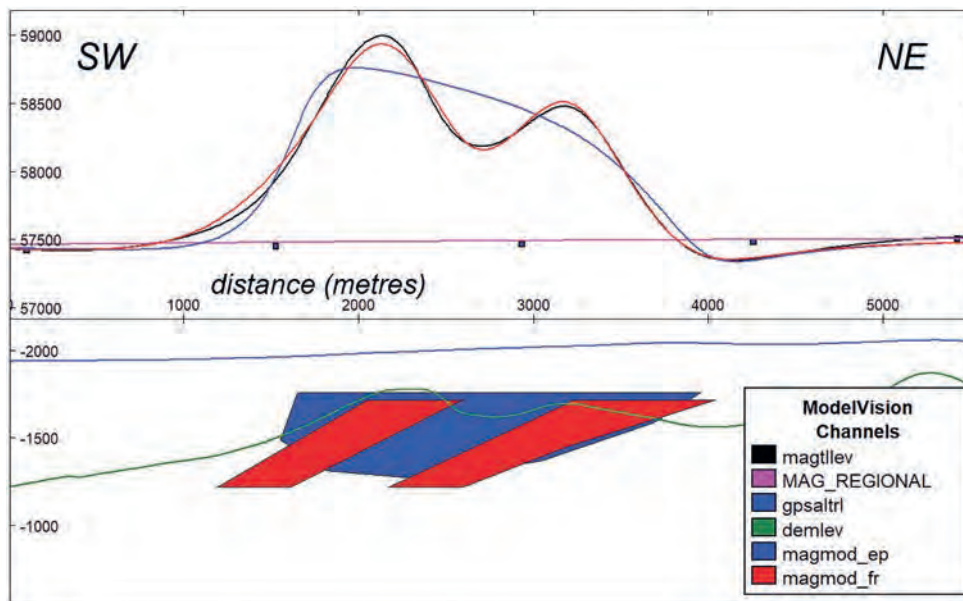 59000
SW
NE
58500
58000
57500
distance (metres)
57000
1000
2000
3000
4000
5000
-2000
-1500
-1000
ModelVision
Channels
magtllev
MAG_REGIONAL
gpsaltrl
demlev
magmod_ep
magmod_fr